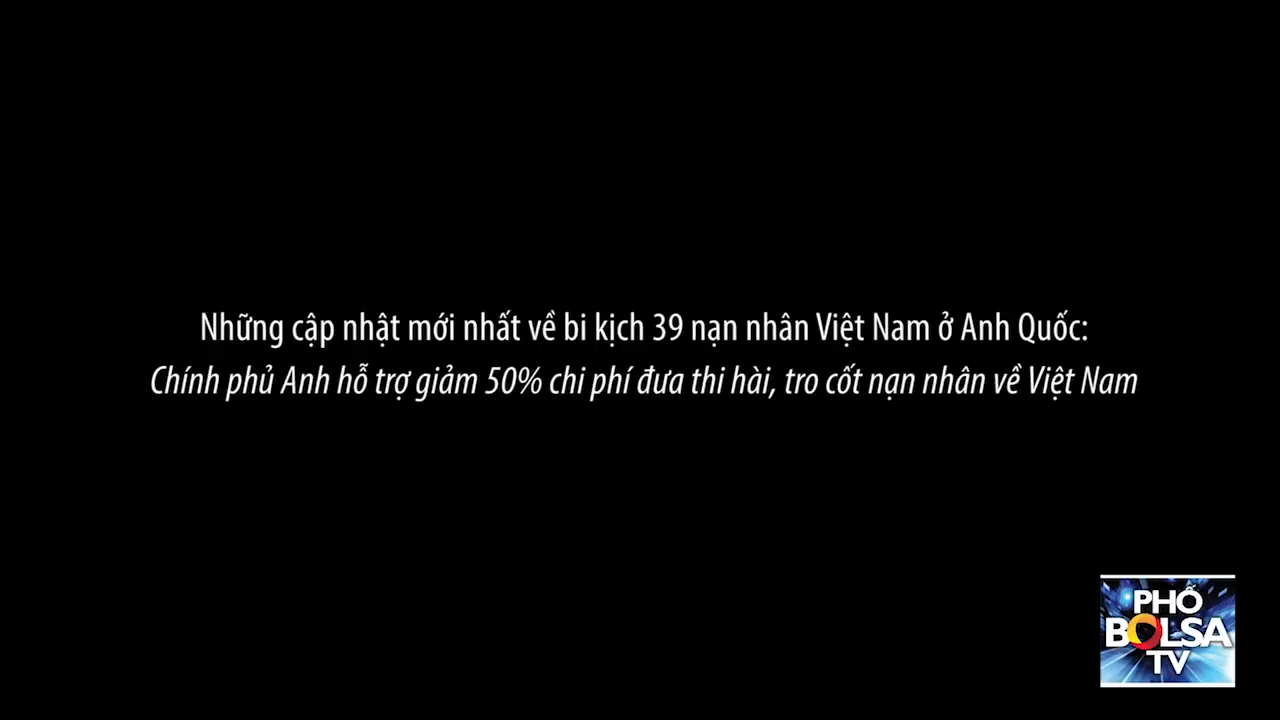 Những cập nhật mới nhất về bi kịch 39 nạn nhân Việt Nam ở Anh Quốc:
Chính phủ Anh hỗ trợ giảm 50% chi phí đưa thi hài, tro cốt nạn nhân về Việt Nam
PHỐ
BOLSA
TV